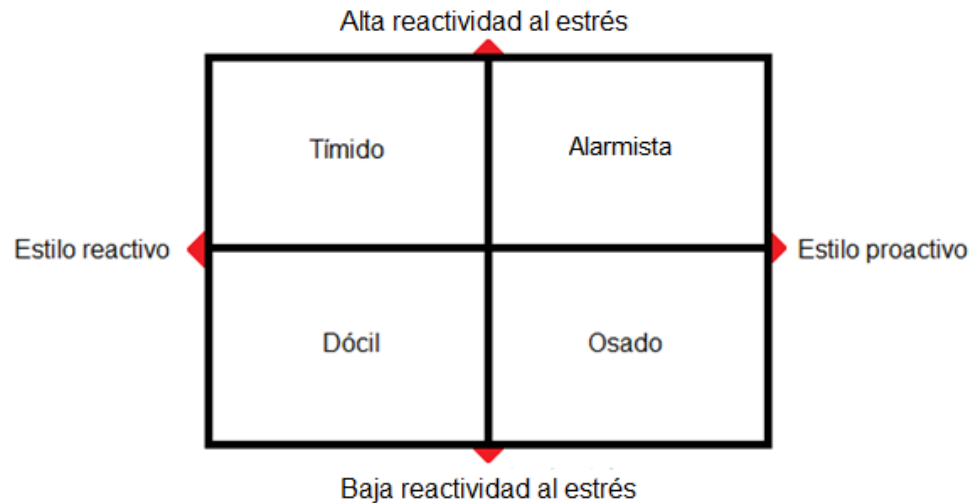 Alta reactividad al estrés
Tímido
Alarmista
Estilo reactivo
Estilo proactivo
Dócil
Osado
Baja reactividad al estrés